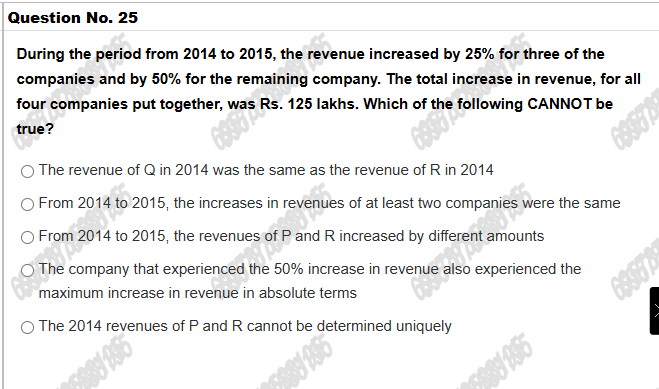 Question No. 25
During the period from 2014 to 2015, the revenue increased by 25% for three of the
companies and by 50% for the remaining company. The total increase in revenue, for all
four companies put together, was Rs. 125 lakhs. Which of the following CANNOT be
true?
The revenue of Q in 2014 was the same as the revenue of R in 2014
From 2014 to 2015, the increases in revenues of at least two companies were the same
From 2014 to 2015, the revenues of P and R increased by different amounts
The company that experienced the 50% increase in revenue also experienced the
maximum increase in revenue in absolute terms
The 2014 revenues of P and R cannot be determined uniquely